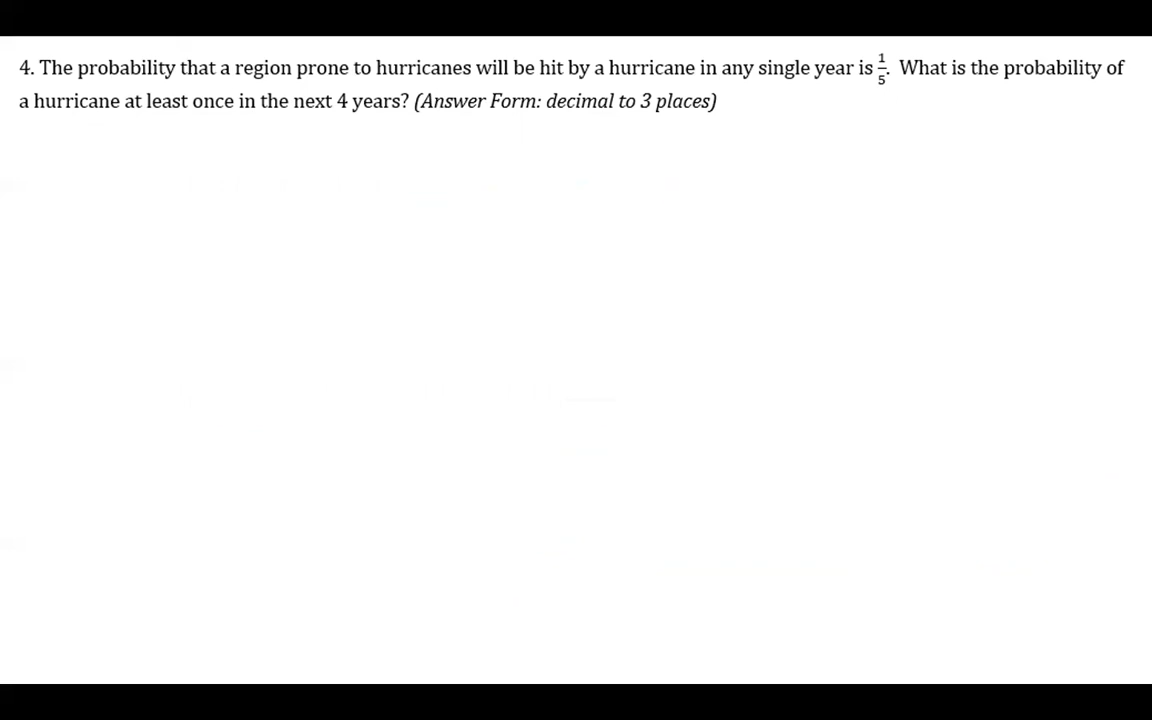 4. The probability that a region prone to hurricanes will be hit by a hurricane in any single year is 1/5. What is the probability of
a hurricane at least once in the next 4 years? (Answer Form: decimal to 3 places)